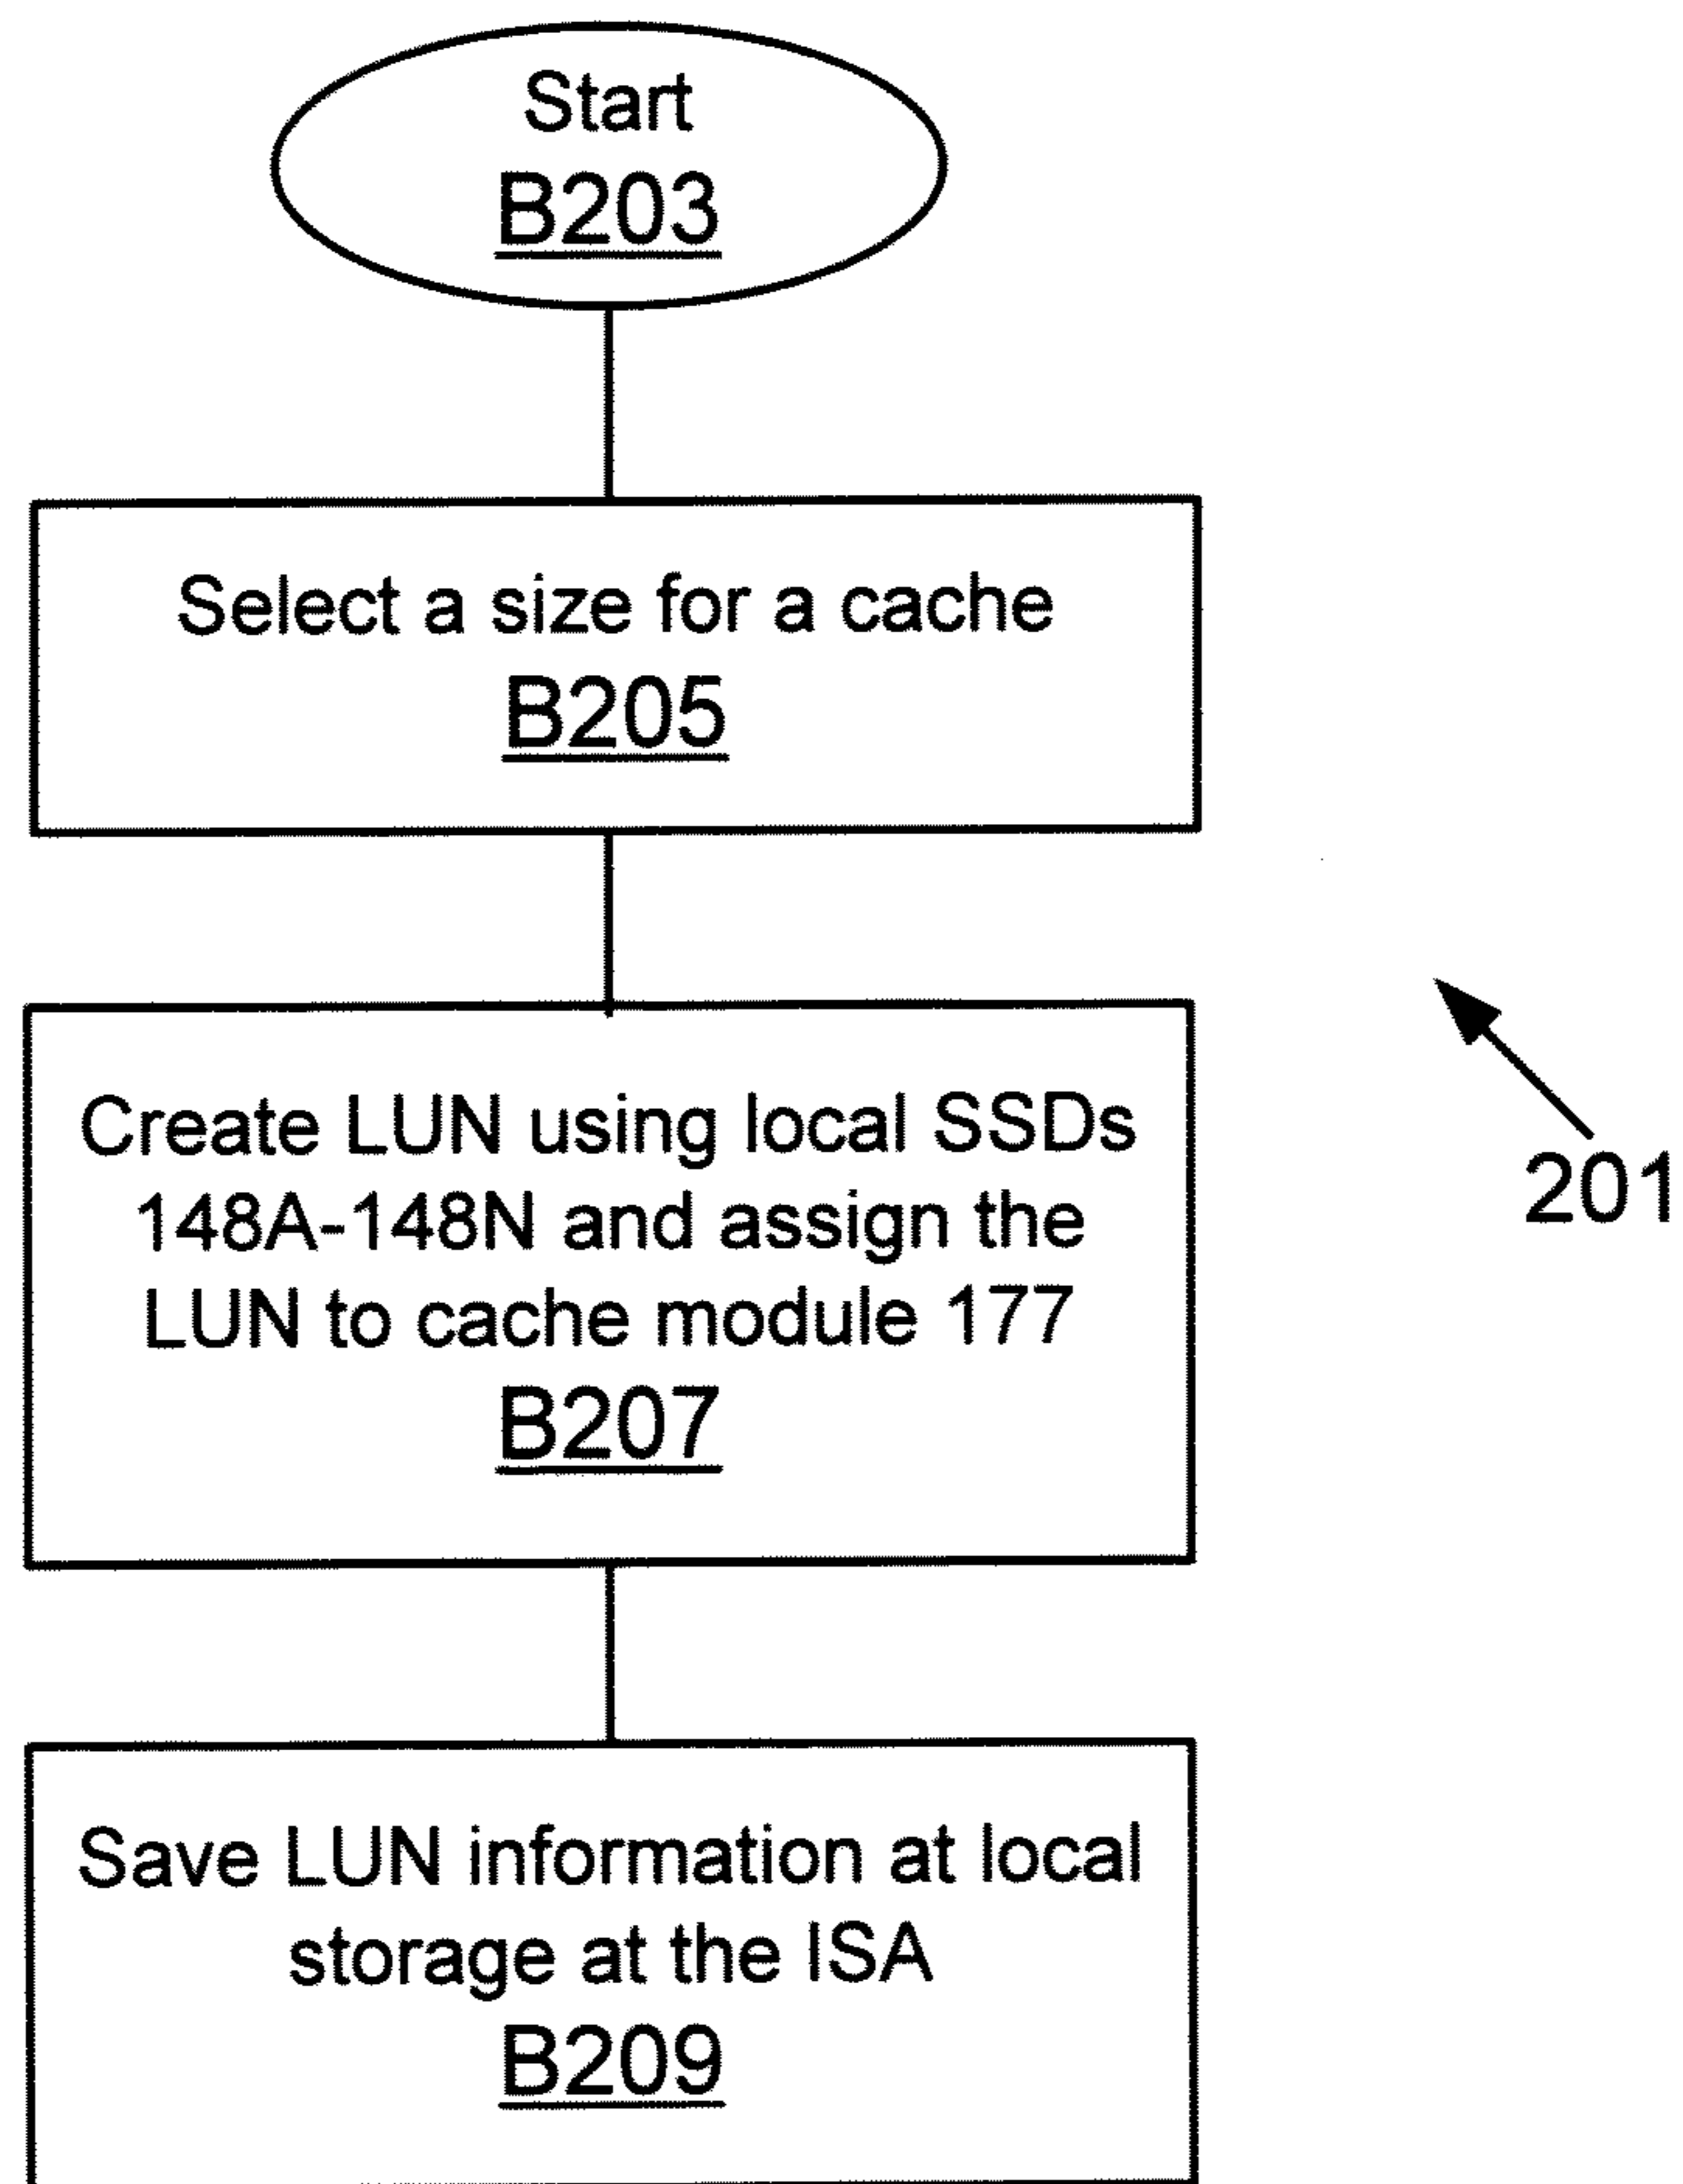 Start
B203
Select a size for a cache
B205
Create LUN using local SSDs
148A-148N and assign the
LUN to cache module 177
B207
201
Save LUN information at local
storage at the ISA
B209